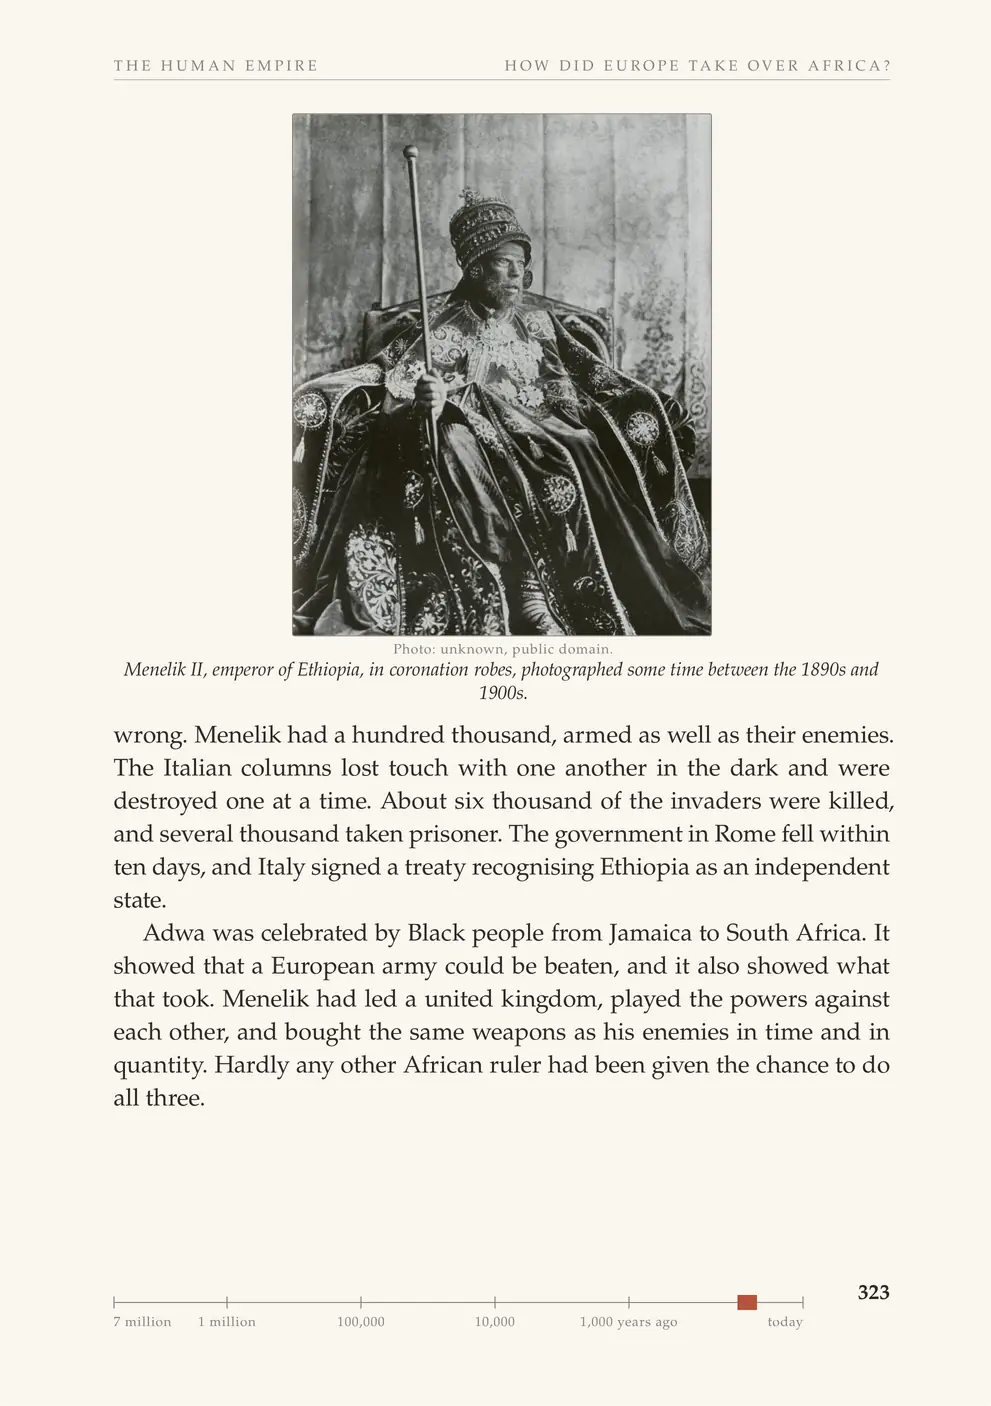 THE HUMAN EMPIRE
HOW DID EUROPE TAKE OVER AFRICA?
Photo: unknown, public domain.
Menelik II, emperor of Ethiopia, in coronation robes, photographed some time between the 1890s and
1900s.
wrong. Menelik had a hundred thousand, armed as well as their enemies.
The Italian columns lost touch with one another in the dark and were
destroyed one at a time. About six thousand of the invaders were killed,
and several thousand taken prisoner. The government in Rome fell within
ten days, and Italy signed a treaty recognising Ethiopia as an independent
state.
Adwa was celebrated by Black people from Jamaica to South Africa. It
showed that a European army could be beaten, and it also showed what
that took. Menelik had led a united kingdom, played the powers against
each other, and bought the same weapons as his enemies in time and in
quantity. Hardly any other African ruler had been given the chance to do
all three.
323
7 million
1 million
100,000
10,000
1,000 years ago
today